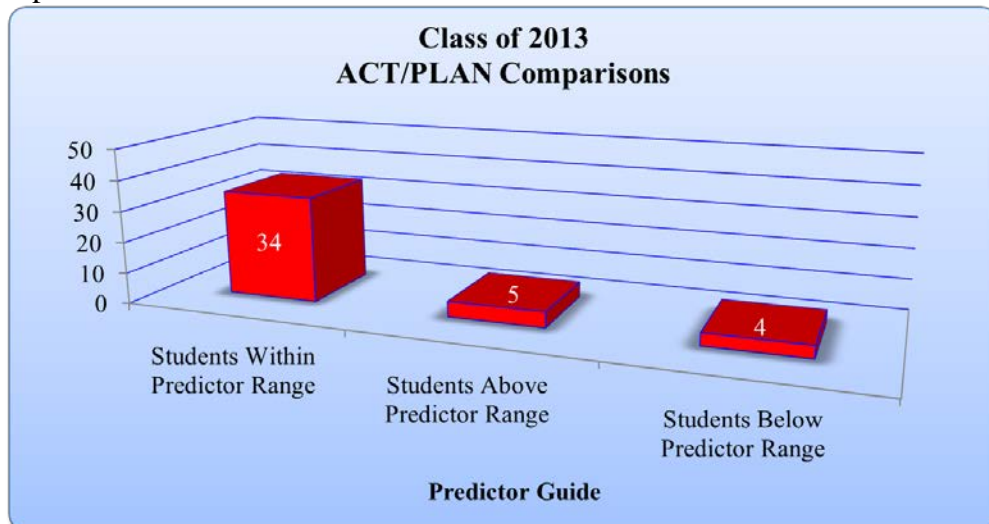 Class of 2013
ACT/PLAN Comparisons
50
40
30
20
10
0
34
5
4
Students Within
Predictor Range
Students Above
Predictor Range
Students Below
Predictor Range
Predictor Guide